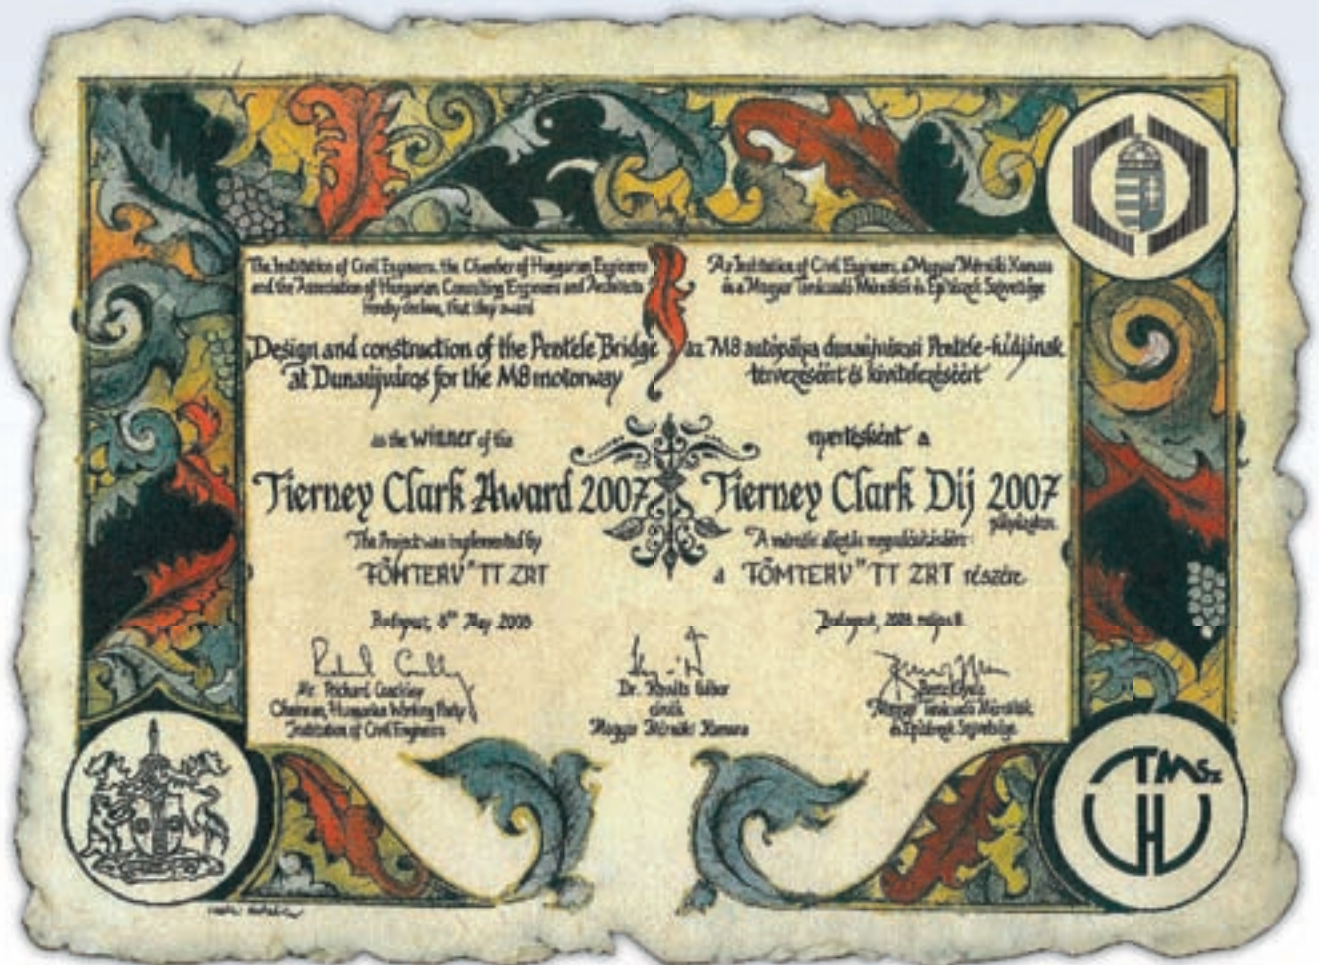 The Institution of Civil Engineers, the Chamber of Hungarian Engineers
and the Association of Hungarian Consulting Engineers and Architects
hereby declare, that they award
Design and construction of the Pentele Bridge
at Dunaújváros for the M8 motorway
as the winner of the
Tierney Clark Award 2007
The Project was implemented by
FŐMTERV" TT ZRT
Budapest, 8th May 2008
Az Institution of Civil Engineers, a Magyar Mérnöki Kamara
és a Magyar Tanácsadó Mérnökök és Építészek Szövetsége
az M8 autópálya dunaújvárosi Pentele-hídjának
tervezéséért és kivitelezéséért
nyertesként a
Tierney Clark Díj 2007
pályázaton
A mérnöki alkotás megvalósításáért
a FŐMTERV" TT ZRT részére
Budapest, 2008. május 8.
Mr. Richard Coackley
Chairman, Hungarian Working Party
Institution of Civil Engineers
Dr. Kováts Gábor
elnök
Magyar Mérnöki Kamara
Magyar Tanácsadó Mérnökök
és Építészek Szövetsége
TMSz
H